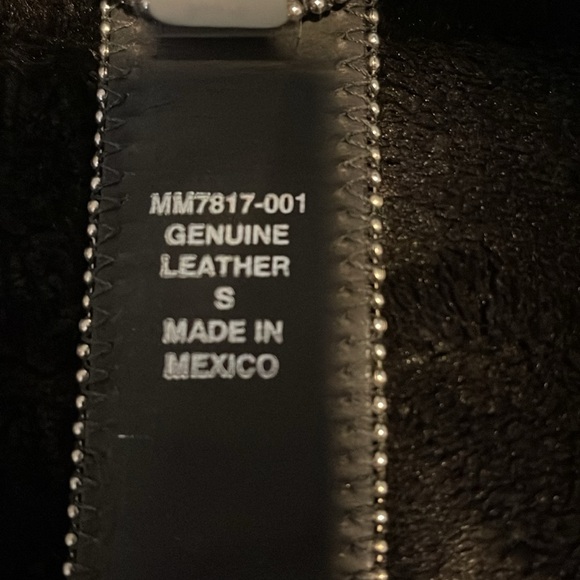 MM7817-001
GENUINE
LEATHER
S
MADE IN
MEXICO